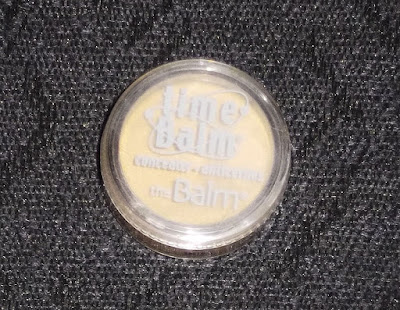 time
Balm
concealer • anticernes
theBalm